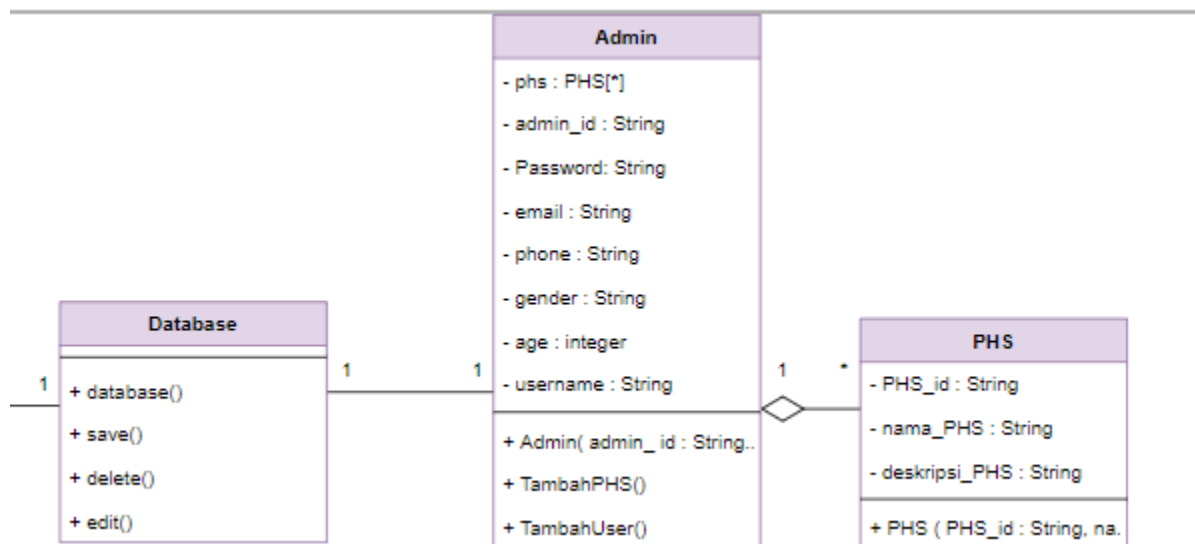 Admin
- phs : PHS[*]
- admin_id : String
- Password: String
- email : String
- phone : String
- gender : String
- age : integer
- username : String
+ Admin( admin_ id : String..
+ TambahPHS()
+ TambahUser()
Database
+ database()
+ save()
+ delete()
+ edit()
1
1
1
1
*
PHS
- PHS_id : String
- nama_PHS : String
- deskripsi_PHS : String
+ PHS ( PHS_id : String, na.